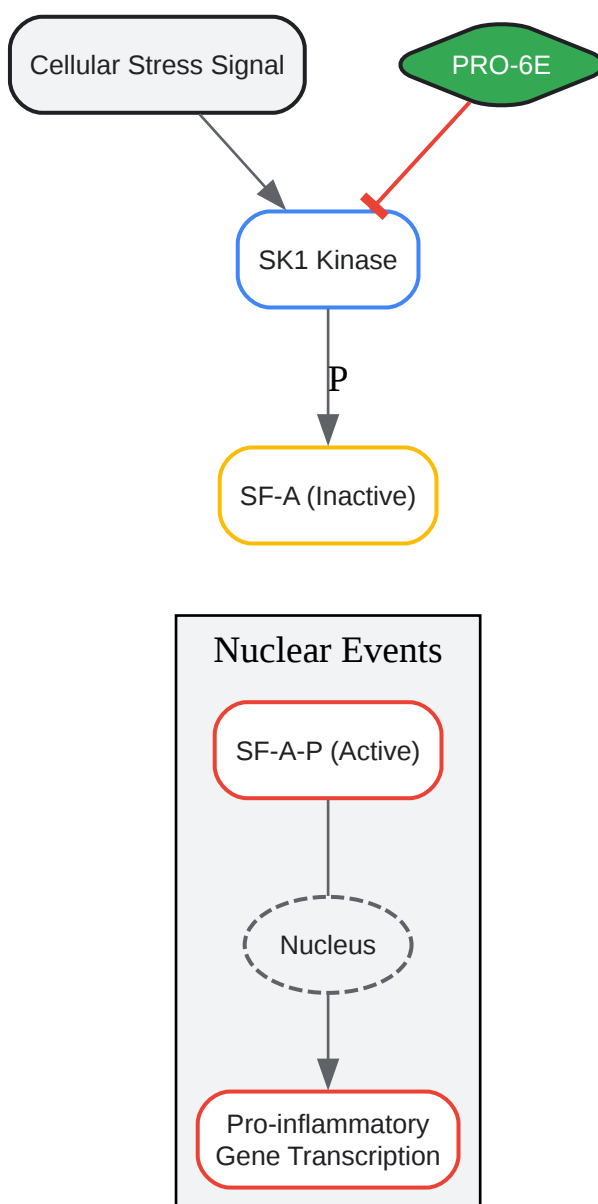 Cellular Stress Signal
PRO-6E
SK1 Kinase
P
SF-A (Inactive)
Nuclear Events
SF-A-P (Active)
Nucleus
Pro-inflammatory
Gene Transcription